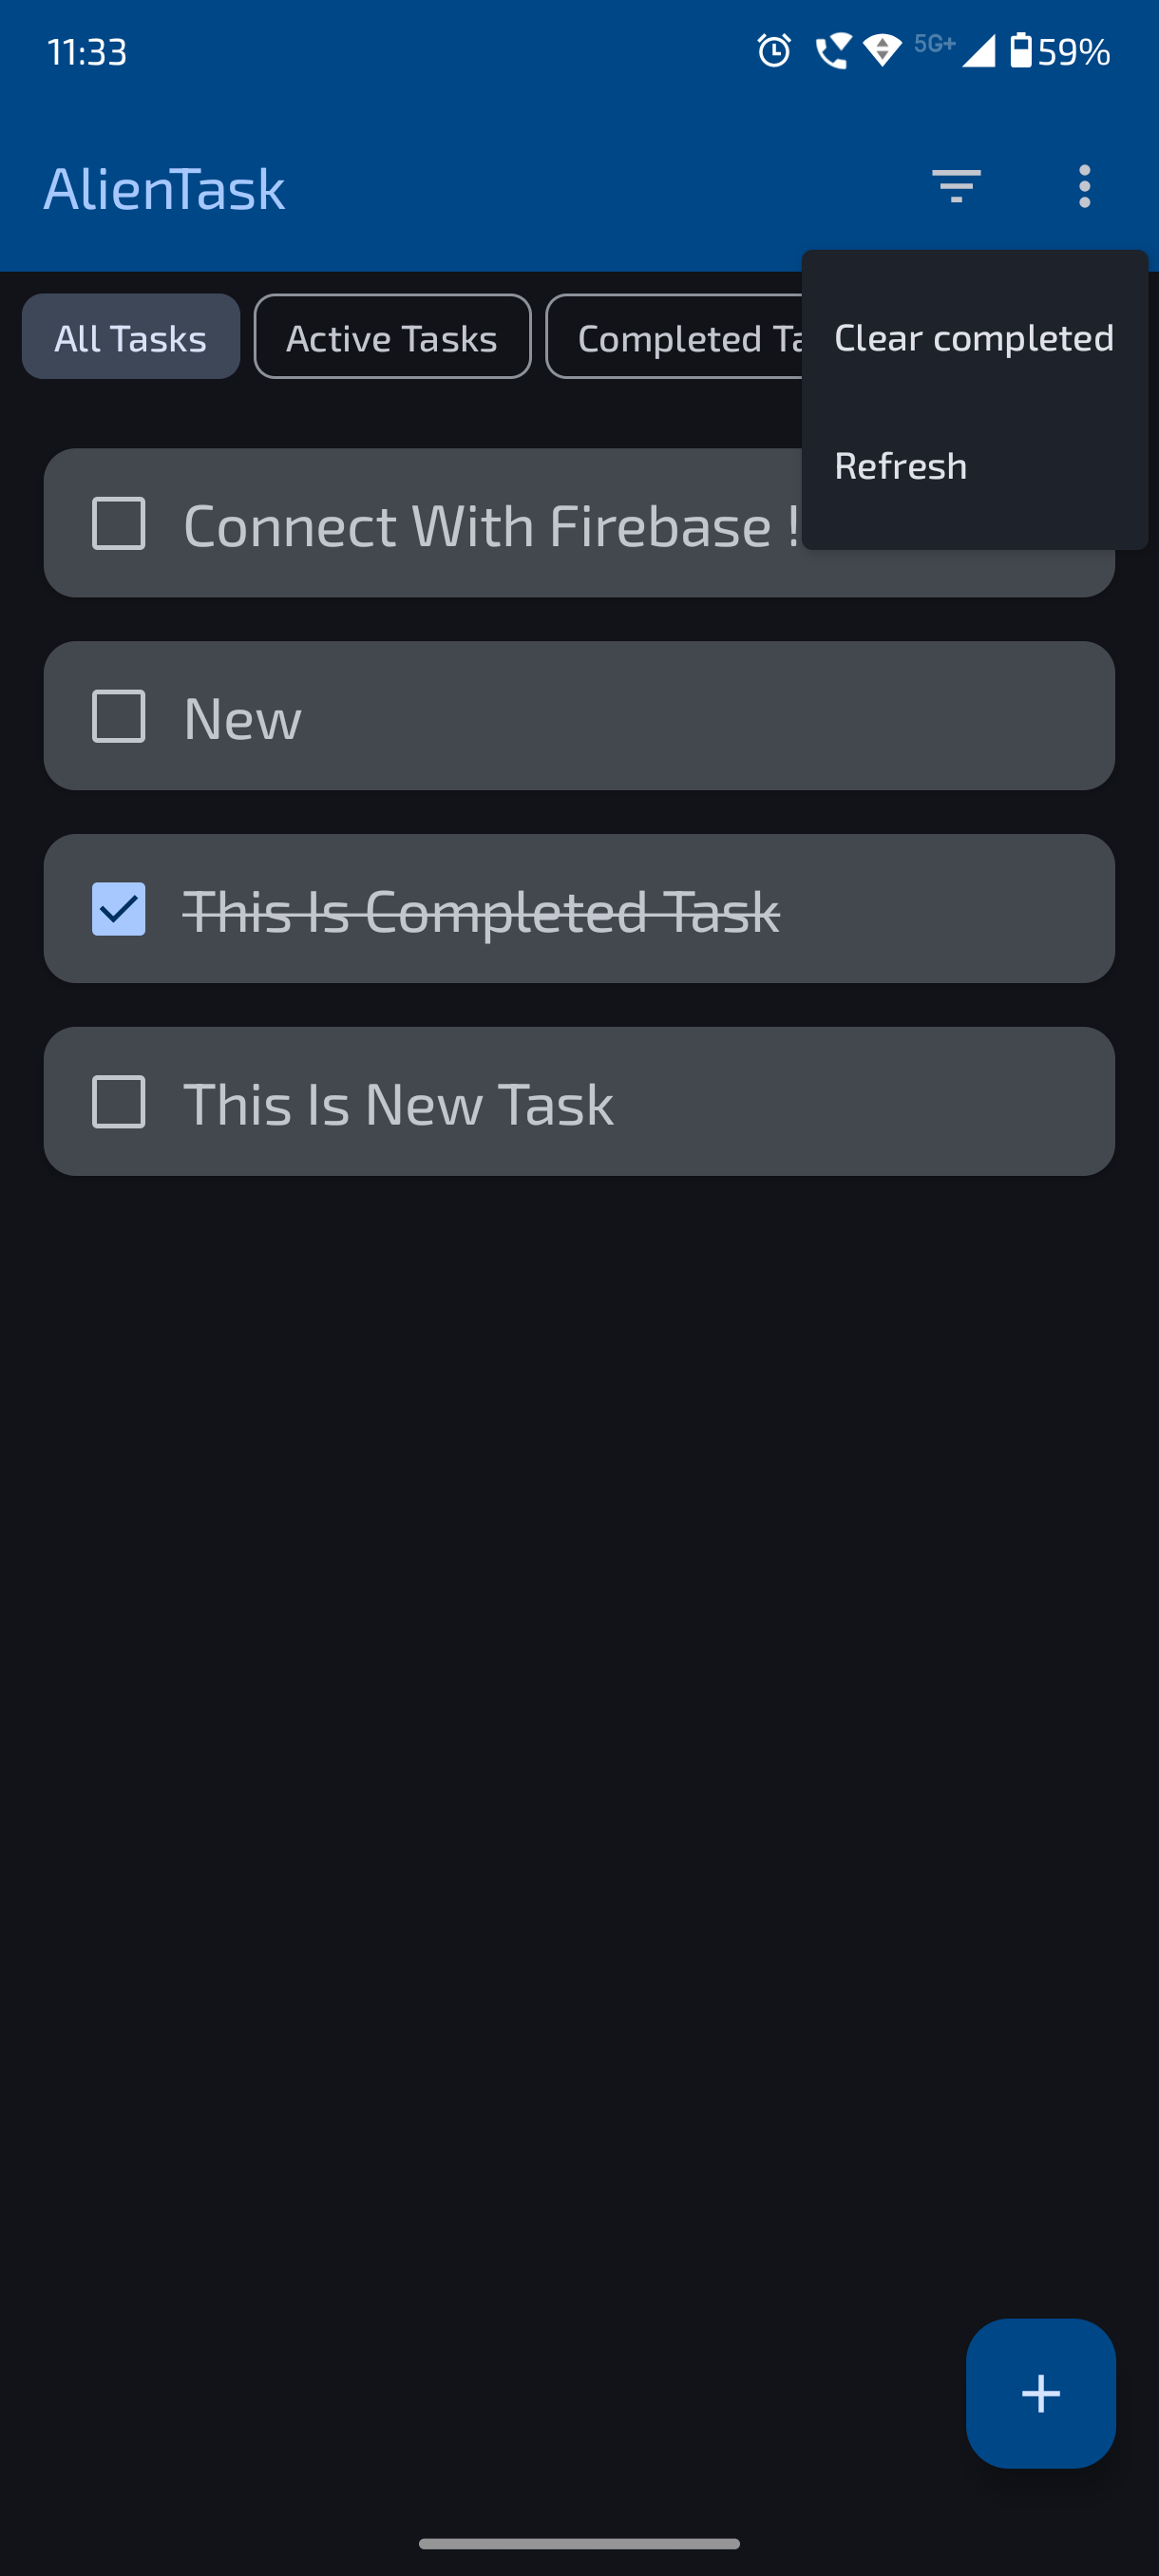 11:33
5G+
59%
AlienTask
All Tasks
Active Tasks
Completed Ta
Clear completed
Refresh
Connect With Firebase !
New
This Is Completed Task
This Is New Task